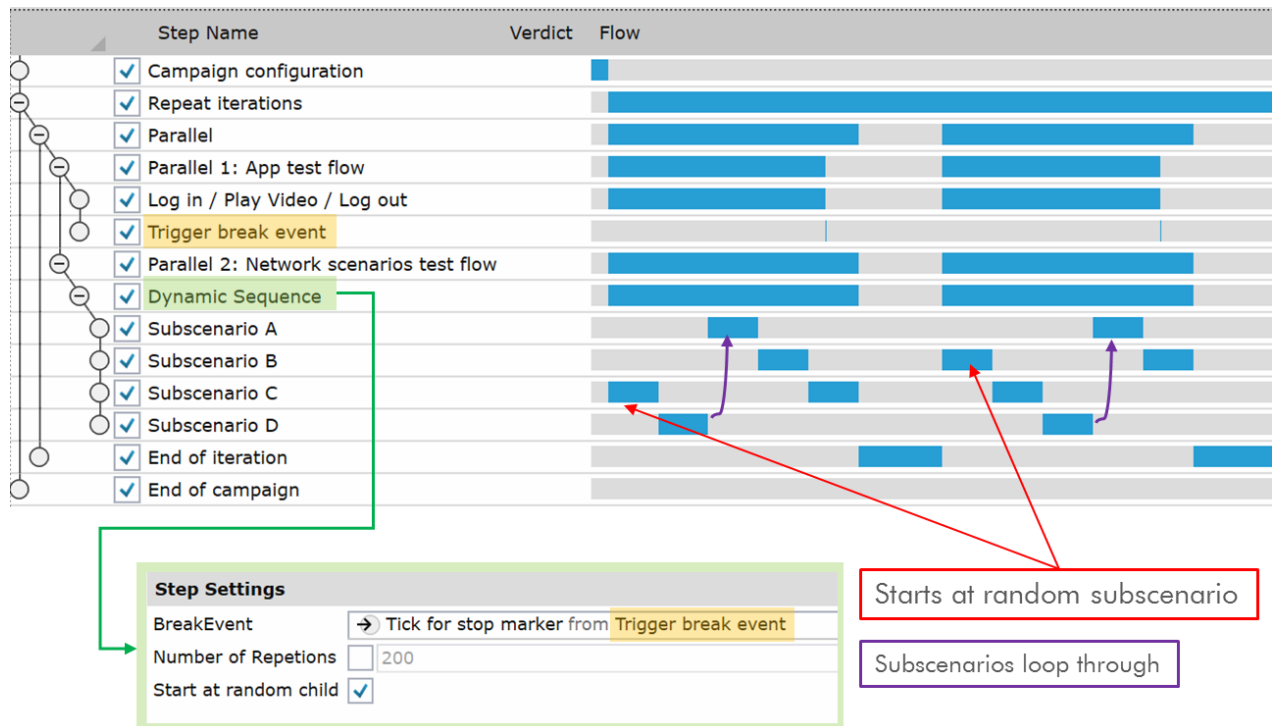 Step Name Verdict Flow
Campaign configuration
Repeat iterations
Parallel
Parallel 1: App test flow
Log in / Play Video / Log out
Trigger break event
Parallel 2: Network scenarios test flow
Dynamic Sequence
Subscenario A
Subscenario B
Subscenario C
Subscenario D
End of iteration
End of campaign
Step Settings
BreakEvent Tick for stop marker from Trigger break event
Number of Repetions 200
Start at random child
Starts at random subscenario
Subscenarios loop through